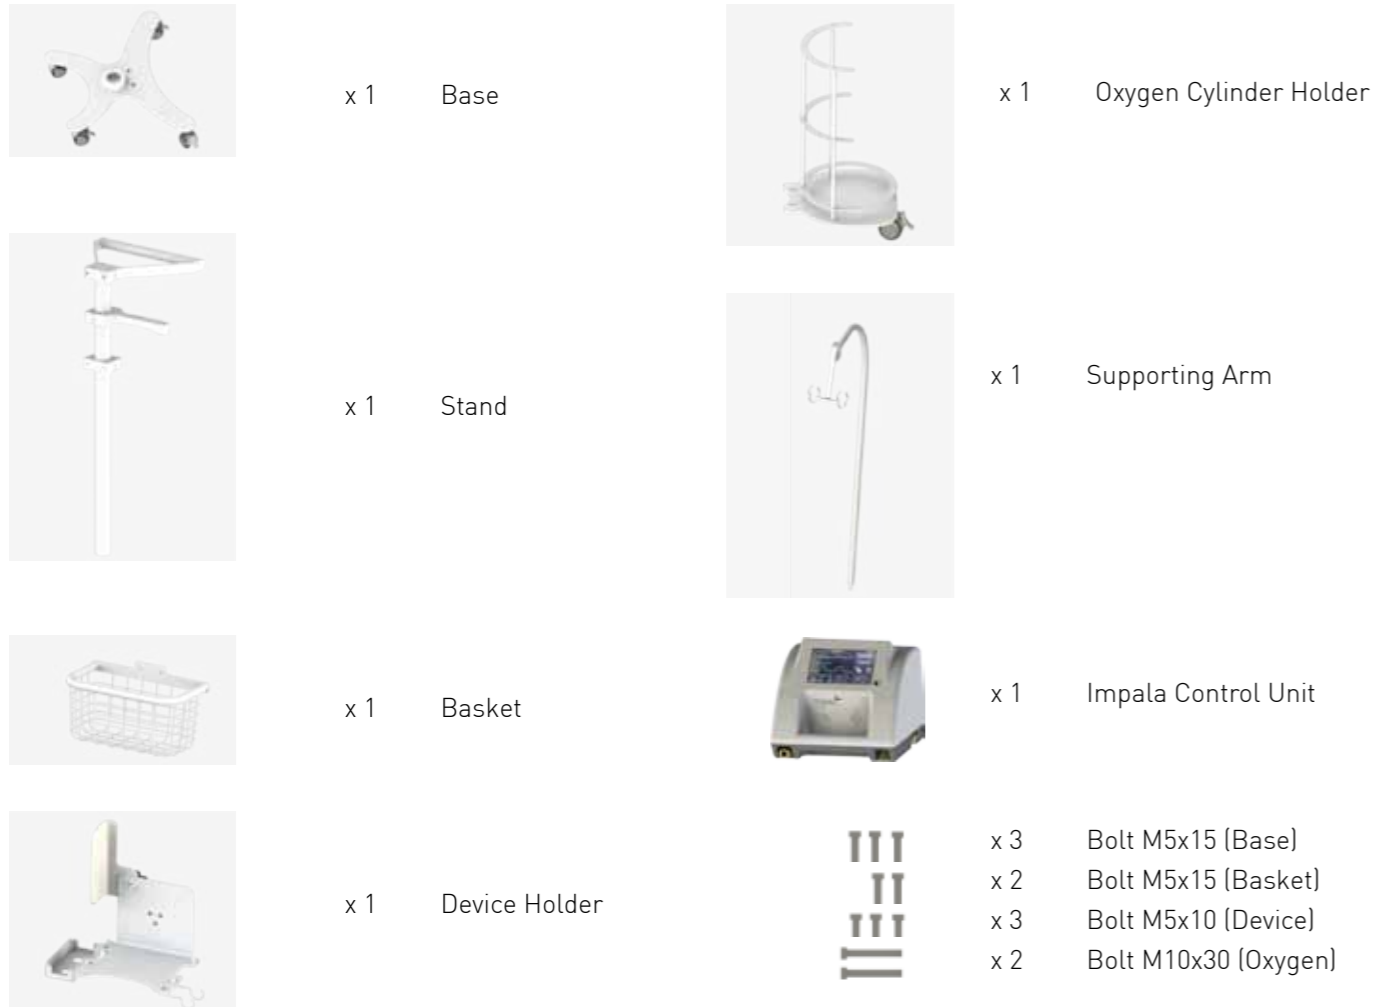 x 1 Base
x 1 Stand
x 1 Basket
x 1 Device Holder
x 1 Oxygen Cylinder Holder
x 1 Supporting Arm
x 1 Impala Control Unit
x 3 Bolt M5x15 (Base)
x 2 Bolt M5x15 (Basket)
x 3 Bolt M5x10 (Device)
x 2 Bolt M10x30 (Oxygen)